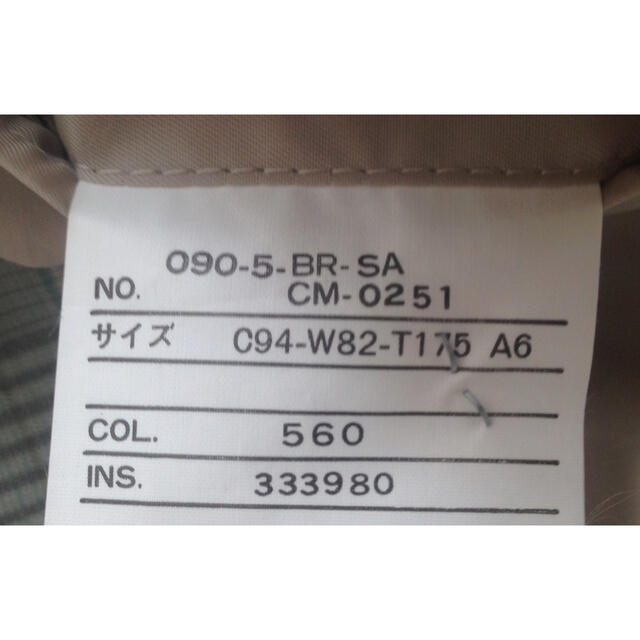 090-5-BR-SA
NO. CM-0251
サイズ C94-W82-T175 A6
COL. 560
INS. 333980